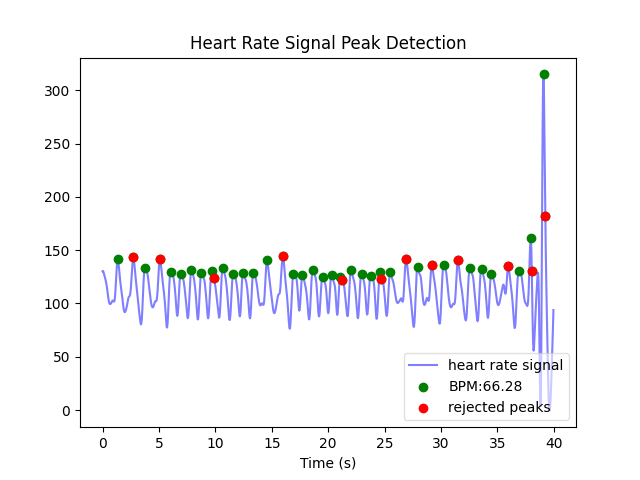 Heart Rate Signal Peak Detection
300
250
200
150
100
50
0
heart rate signal
BPM:66.28
rejected peaks
0 5 10 15 20 25 30 35 40
Time (s)